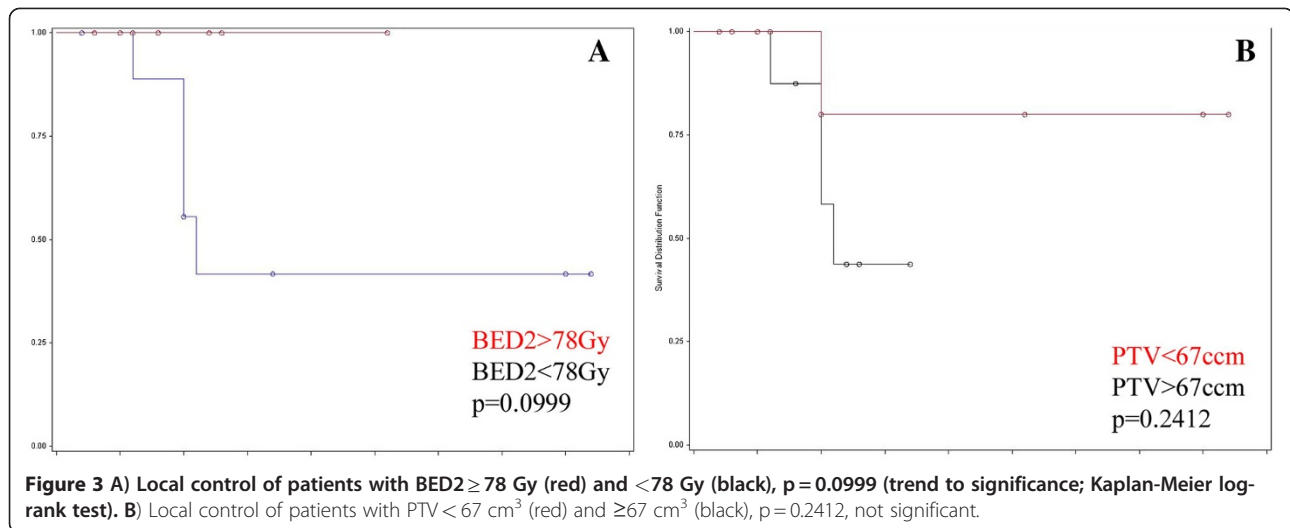 A
1.00
0.75
0.50
0.25
0.00
BED2>78Gy
BED2<78Gy
p=0.0999
B
1.00
0.75
0.50
0.25
0.00
Survival Distribution Function
PTV<67ccm
PTV>67ccm
p=0.2412
Figure 3 A) Local control of patients with BED2 ≥ 78 Gy (red) and <78 Gy (black), p = 0.0999 (trend to significance; Kaplan-Meier log-
rank test). B) Local control of patients with PTV < 67 cm³ (red) and ≥67 cm³ (black), p = 0.2412, not significant.